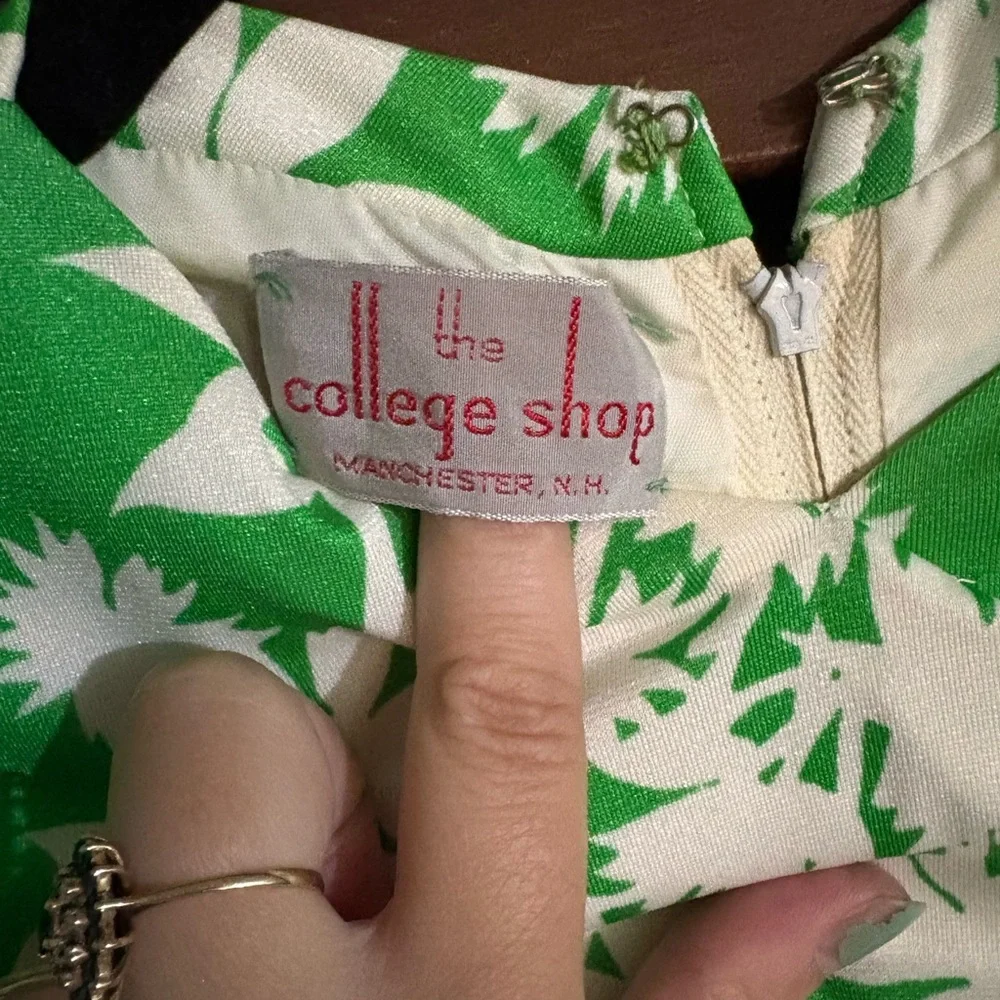 the
college shop
MANCHESTER, N.H.